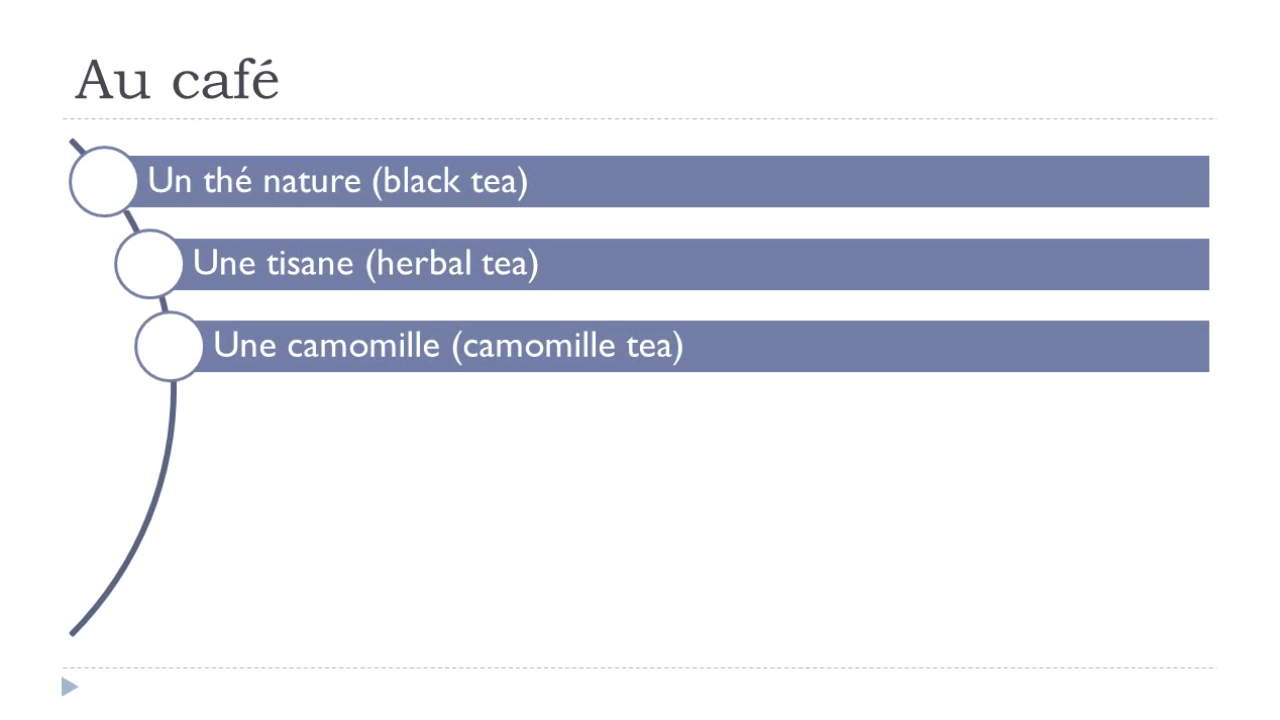 Au café
Un thé nature (black tea)
Une tisane (herbal tea)
Une camomille (camomille tea)